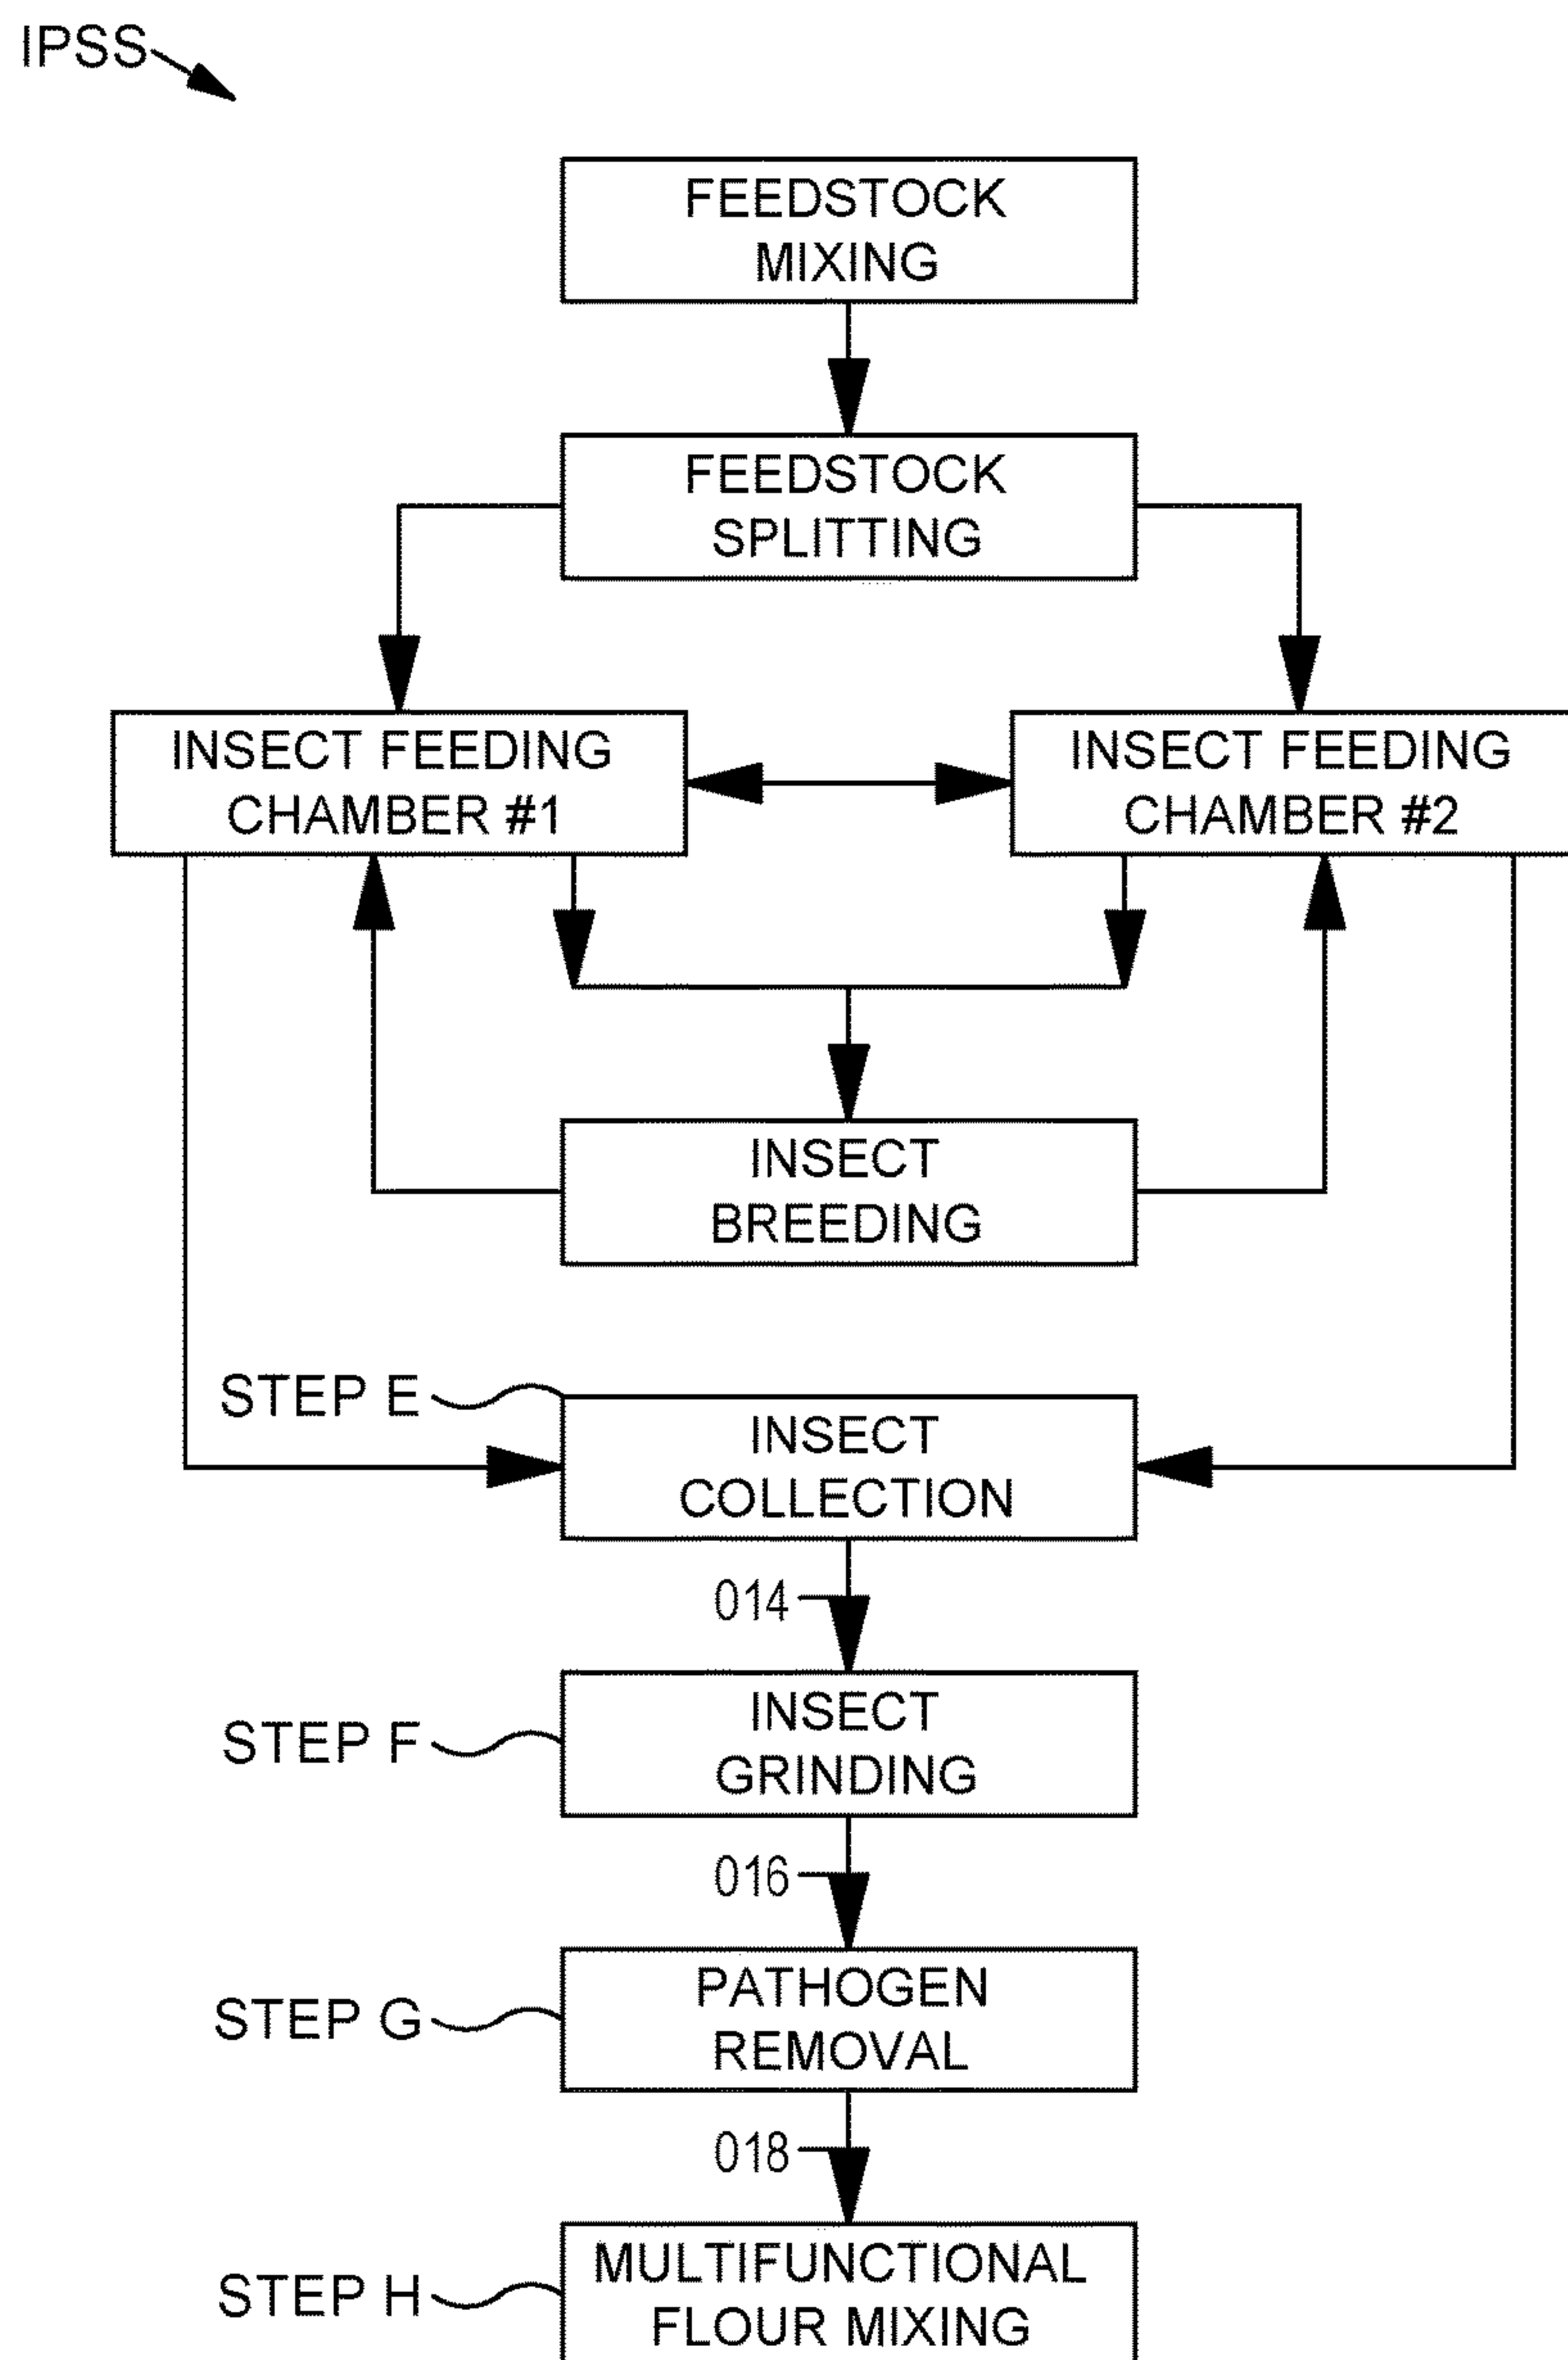 IPSS
FEEDSTOCK
MIXING
FEEDSTOCK
SPLITTING
INSECT FEEDING
CHAMBER #1
INSECT FEEDING
CHAMBER #2
INSECT
BREEDING
STEP E
INSECT
COLLECTION
014
STEP F
INSECT
GRINDING
016
STEP G
PATHOGEN
REMOVAL
018
STEP H
MULTIFUNCTIONAL
FLOUR MIXING